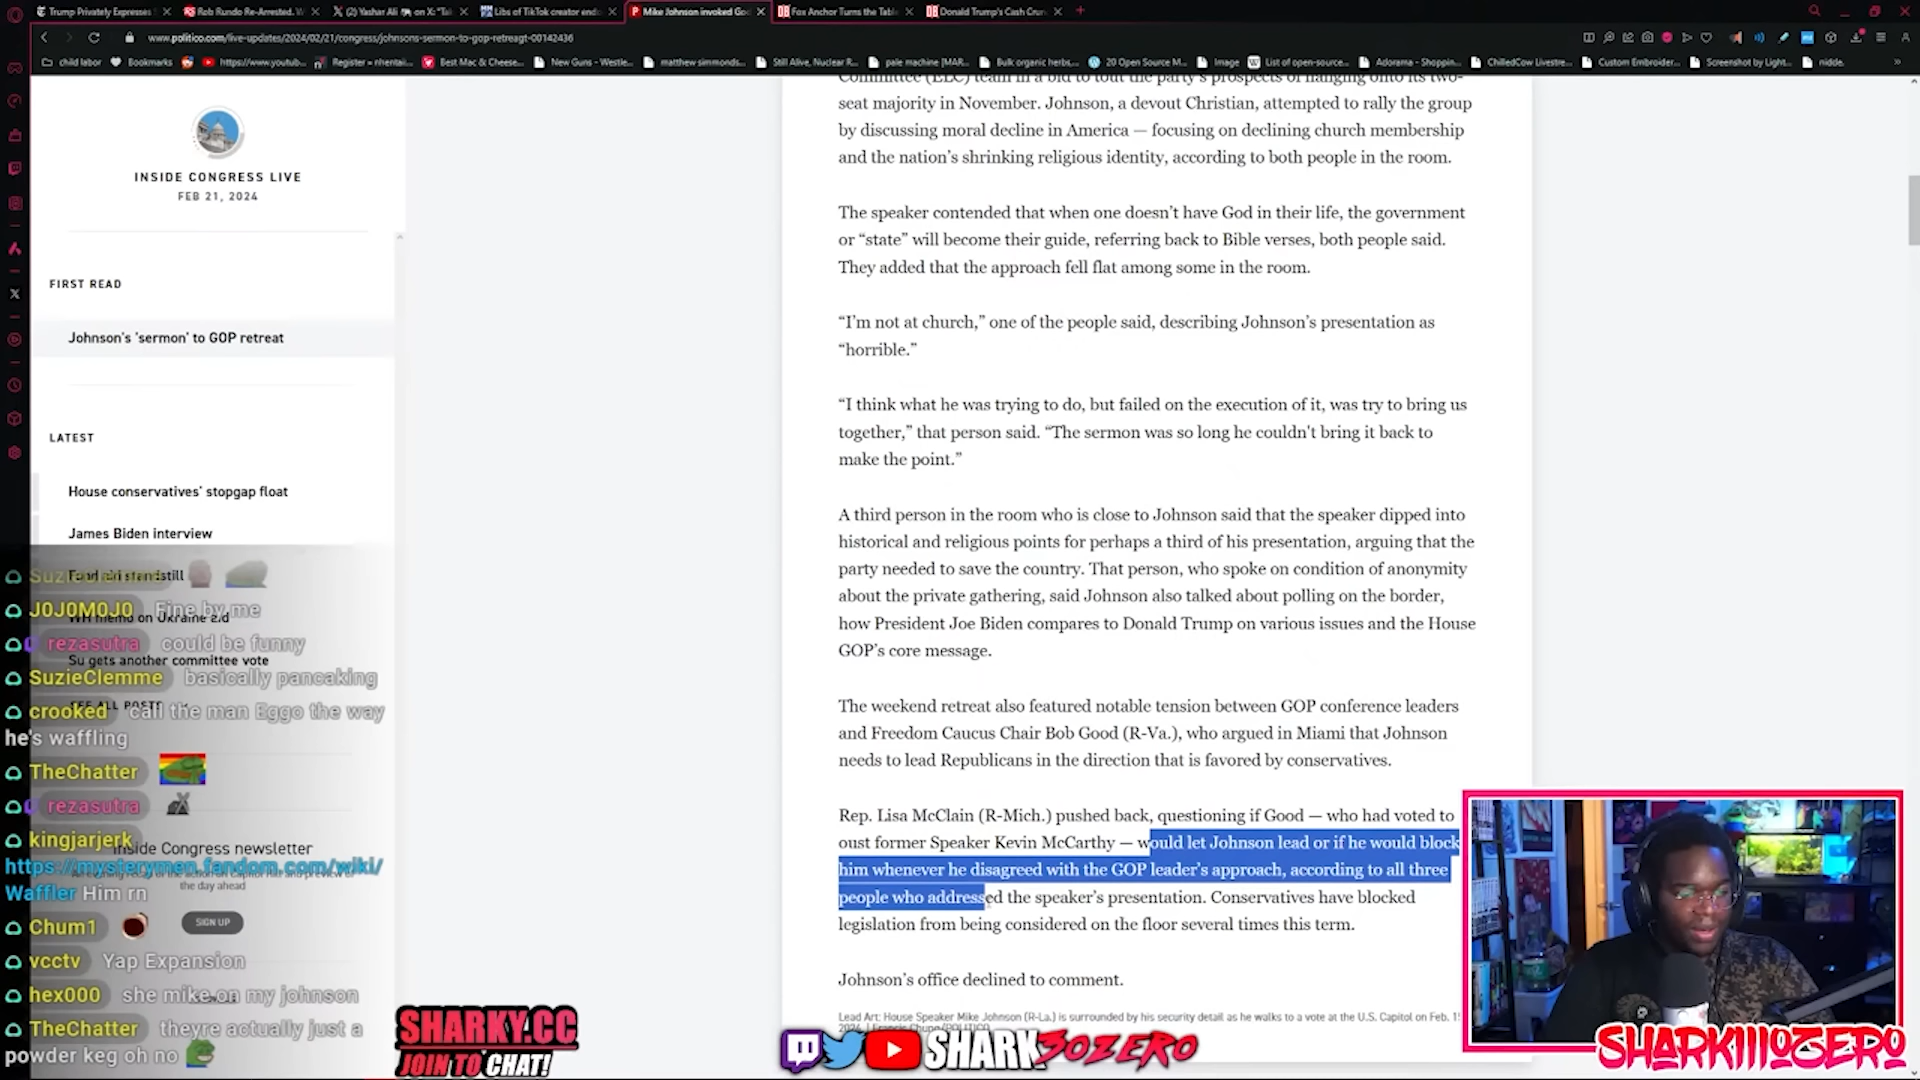 Trump Privately Expresses
Rob Rundo Re-Arrested. W
(2) Yashar Ali on X: "Tai
Libs of TikTok creator end
Mike Johnson invoked Go
Fox Anchor Turns the Tabl
Donald Trump's Cash Crun
www.politico.com/live-updates/2024/02/21/congress/johnsons-sermon-to-gop-retreagt-00142436
child labor
Bookmarks
https://www.youtub...
Register « nhentai...
Best Mac & Cheese...
New Guns - Westle...
matthew simmonds...
Still Alive, Nuclear R...
pale machine [MAR...
Bulk organic herbs,...
20 Open Source M...
Image
List of open-source...
Adorama - Shoppin...
ChilledCow Livestre...
Custom Embroider...
Screenshot by Light...
nidde.
INSIDE CONGRESS LIVE
FEB 21, 2024
FIRST READ
Johnson's 'sermon' to GOP retreat
LATEST
House conservatives' stopgap float
James Biden interview
WH memo on Ukraine aid
Su gets another committee vote
SEE ALL POSTS
Inside Congress newsletter
the day ahead
SIGN UP
Committee (ELC) team in a bid to tout the party's prospects of hanging onto its two-
seat majority in November. Johnson, a devout Christian, attempted to rally the group
by discussing moral decline in America — focusing on declining church membership
and the nation's shrinking religious identity, according to both people in the room.
The speaker contended that when one doesn't have God in their life, the government
or “state” will become their guide, referring back to Bible verses, both people said.
They added that the approach fell flat among some in the room.
“I'm not at church,” one of the people said, describing Johnson's presentation as
“horrible.”
“I think what he was trying to do, but failed on the execution of it, was try to bring us
together,” that person said. “The sermon was so long he couldn't bring it back to
make the point.”
A third person in the room who is close to Johnson said that the speaker dipped into
historical and religious points for perhaps a third of his presentation, arguing that the
party needed to save the country. That person, who spoke on condition of anonymity
about the private gathering, said Johnson also talked about polling on the border,
how President Joe Biden compares to Donald Trump on various issues and the House
GOP's core message.
The weekend retreat also featured notable tension between GOP conference leaders
and Freedom Caucus Chair Bob Good (R-Va.), who argued in Miami that Johnson
needs to lead Republicans in the direction that is favored by conservatives.
Rep. Lisa McClain (R-Mich.) pushed back, questioning if Good — who had voted to
oust former Speaker Kevin McCarthy — would let Johnson lead or if he would block
him whenever he disagreed with the GOP leader's approach, according to all three
people who addressed the speaker's presentation. Conservatives have blocked
legislation from being considered on the floor several times this term.
Johnson's office declined to comment.
Lead Art: House Speaker Mike Johnson (R-La.) is surrounded by his security detail as he walks to a vote at the U.S. Capitol on Feb.
SuzieClemme
J0J0M0J0 Fine by me
rezasutra could be funny
SuzieClemme basically pancaking
crooked call the man Eggo the way
he's waffling
TheChatter
rezasutra
kingjarjerk
https://mysterymen.fandom.com/wiki/
Waffler Him rn
Chum1
vcctv Yap Expansion
hex000 she mike on my johnson
TheChatter theyre actually just a
powder keg oh no
SHARKY.CC
JOIN TO CHAT!
SHARK3OZERO
SHARK111OZERO